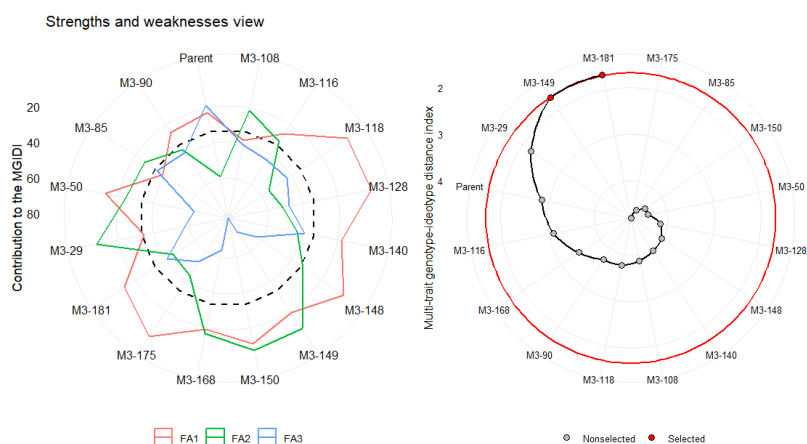 Strengths and weaknesses view
Contribution to the MGIDI
20
40
60
80
Parent
M3-108
M3-116
M3-118
M3-128
M3-140
M3-148
M3-149
M3-150
M3-168
M3-175
M3-181
M3-29
M3-50
M3-85
M3-90
FA1 FA2 FA3
Multi-trait genotype-ideotype distance index
2
3
4
M3-181
M3-175
M3-85
M3-150
M3-50
M3-128
M3-148
M3-140
M3-108
M3-118
M3-90
M3-168
M3-116
Parent
M3-29
M3-149
Nonselected Selected